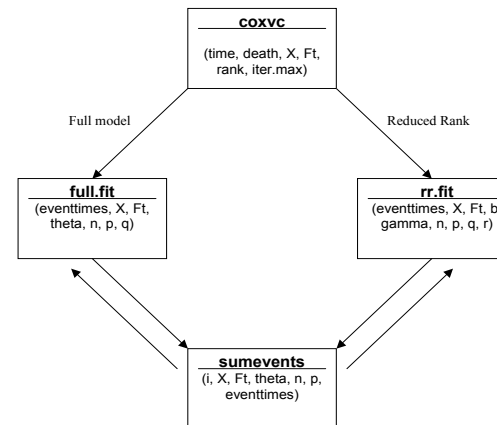 coxvc
(time, death, X, Ft,
rank, iter.max)
Full model
Reduced Rank
full.fit
(eventtimes, X, Ft,
theta, n, p, q)
rr.fit
(eventtimes, X, Ft, b
gamma, n, p, q, r)
sumevents
(i, X, Ft, theta, n, p,
eventtimes)